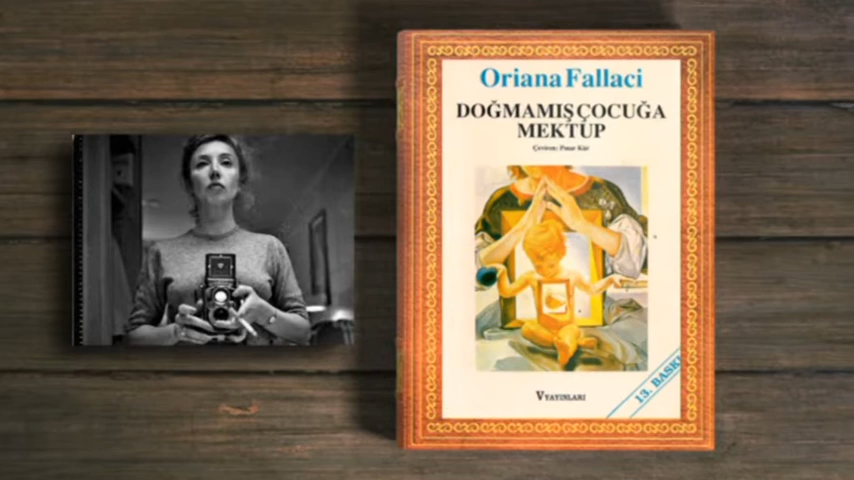 Oriana Fallaci
DOĞMAMIŞ ÇOCUĞA
MEKTUP
Çeviren: Pınar Kür
V YAYINLARI
13. BASKI